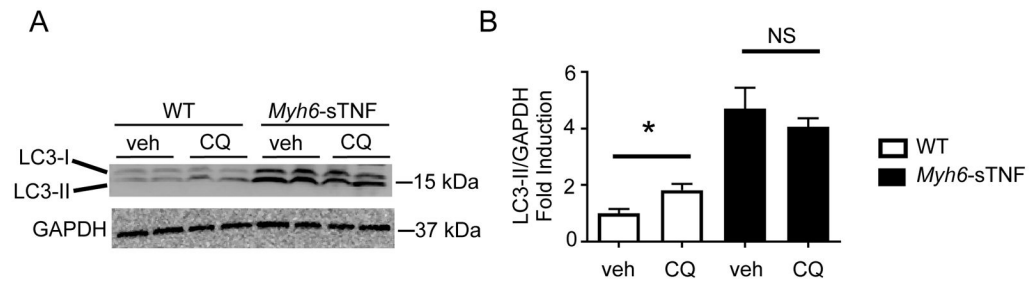 A
WT
Myh6-sTNF
veh
CQ
veh
CQ
LC3-I
LC3-II
15 kDa
GAPDH
37 kDa
B
NS
*
LC3-II/GAPDH
Fold Induction
6
4
2
0
veh
CQ
veh
CQ
WT
Myh6-sTNF